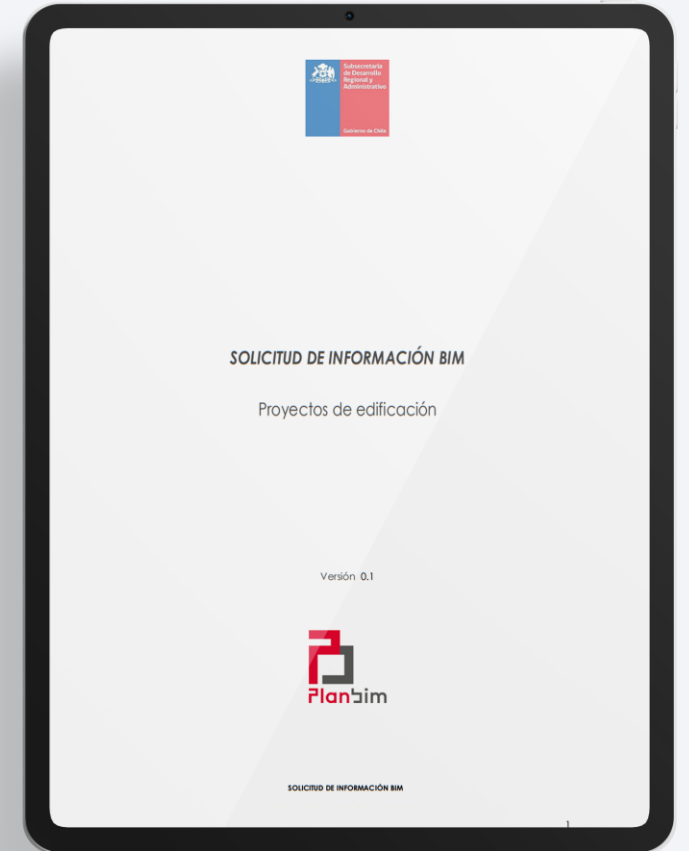 Subsecretaría
de Desarrollo
Regional y
Administrativo
Gobierno de Chile
SOLICITUD DE INFORMACIÓN BIM
Proyectos de edificación
Versión 0.1
Planbim
SOLICITUD DE INFORMACIÓN BIM
1